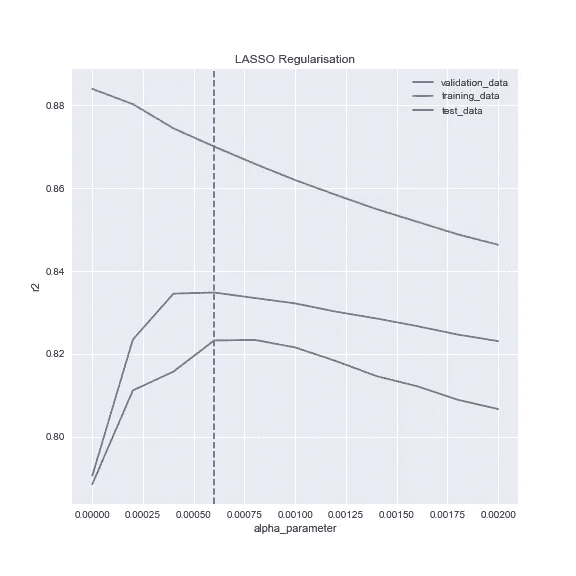 LASSO Regularisation
validation_data
training_data
test_data
0.88
0.86
0.84
0.82
0.80
r2
0.00000 0.00025 0.00050 0.00075 0.00100 0.00125 0.00150 0.00175 0.00200
alpha_parameter